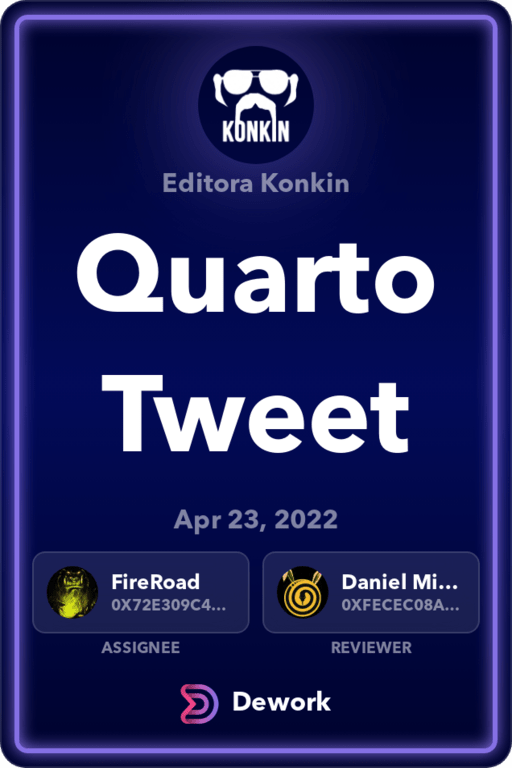 KONKIN
Editora Konkin
Quarto
Tweet
Apr 23, 2022
FireRoad
0X72E309C4...
ASSIGNEE
Daniel Mi...
0XFECEC08A...
REVIEWER
Dework